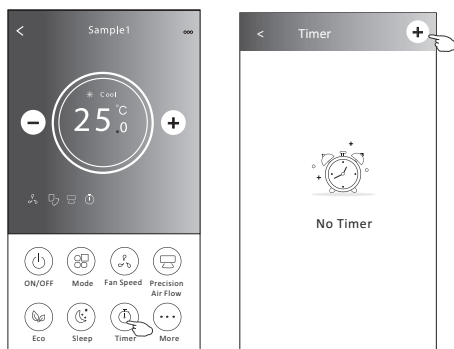 Sample1
Cool
25.0°C
ON/OFF
Mode
Fan Speed
Precision
Air Flow
Eco
Sleep
Timer
More
Timer
No Timer